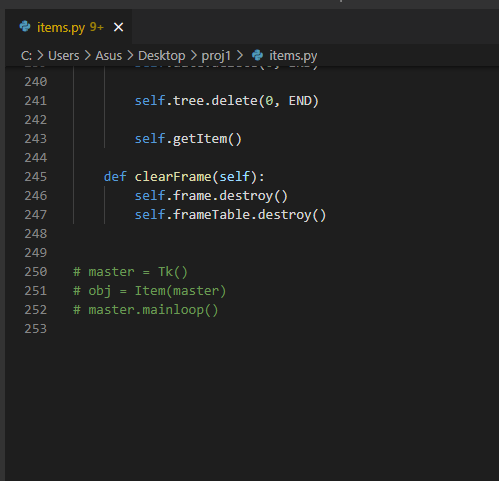 items.py 9+ ×
C: > Users > Asus > Desktop > proj1 > items.py
240
241 self.tree.delete(0, END)
242
243 self.getItem()
244
245 def clearFrame(self):
246 self.frame.destroy()
247 self.frameTable.destroy()
248
249
250 # master = Tk()
251 # obj = Item(master)
252 # master.mainloop()
253